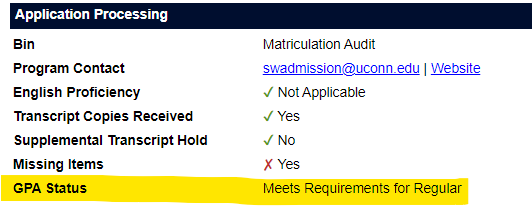 Application Processing
Bin Matriculation Audit
Program Contact swadmission@uconn.edu | Website
English Proficiency ✓ Not Applicable
Transcript Copies Received ✓ Yes
Supplemental Transcript Hold ✓ No
Missing Items ✗ Yes
GPA Status Meets Requirements for Regular